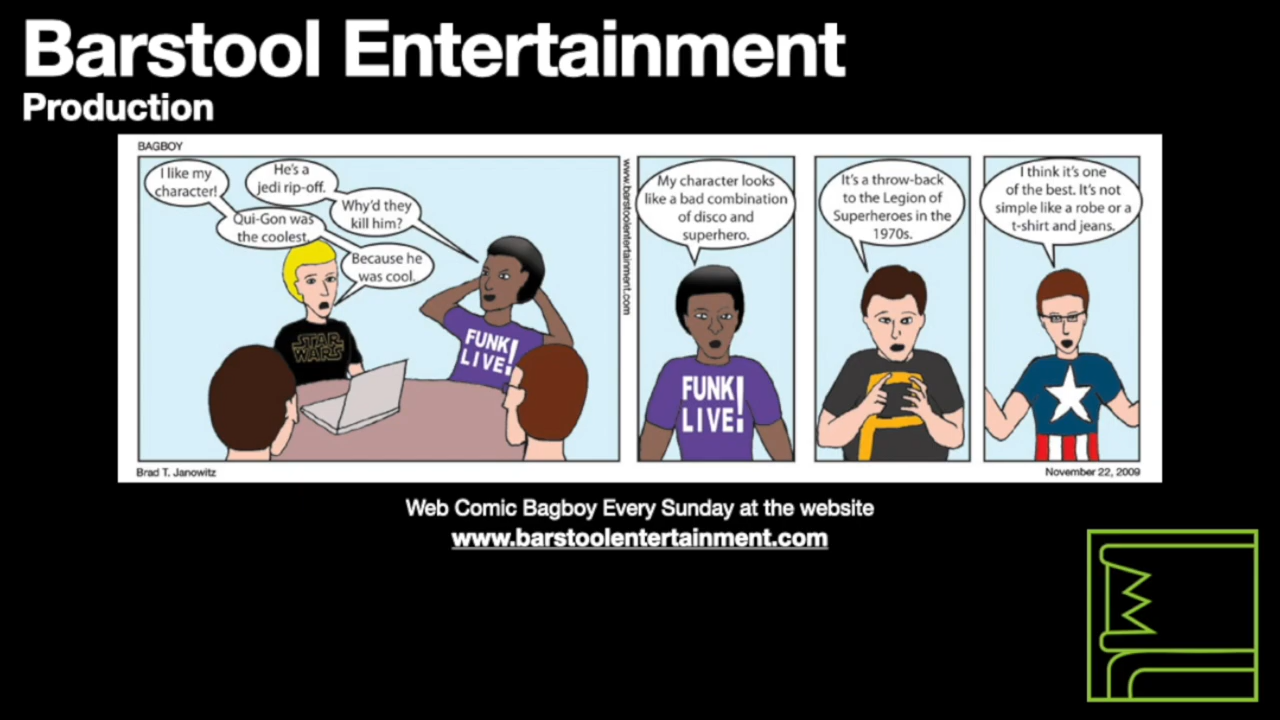 Barstool Entertainment
Production
BAGBOY
I like my
character!
He's a
jedi rip-off.
Qui-Gon was
the coolest.
Why'd they
kill him?
Because he
was cool.
STAR
WARS
FUNK
LIVE!
www.barstoolentertainment.com
My character looks
like a bad combination
of disco and
superhero.
FUNK
LIVE!
It's a throw-back
to the Legion of
Superheroes in the
1970s.
I think it's one
of the best. It's not
simple like a robe or a
t-shirt and jeans.
Brad T. Janowitz
November 22, 2009
Web Comic Bagboy Every Sunday at the website
www.barstoolentertainment.com